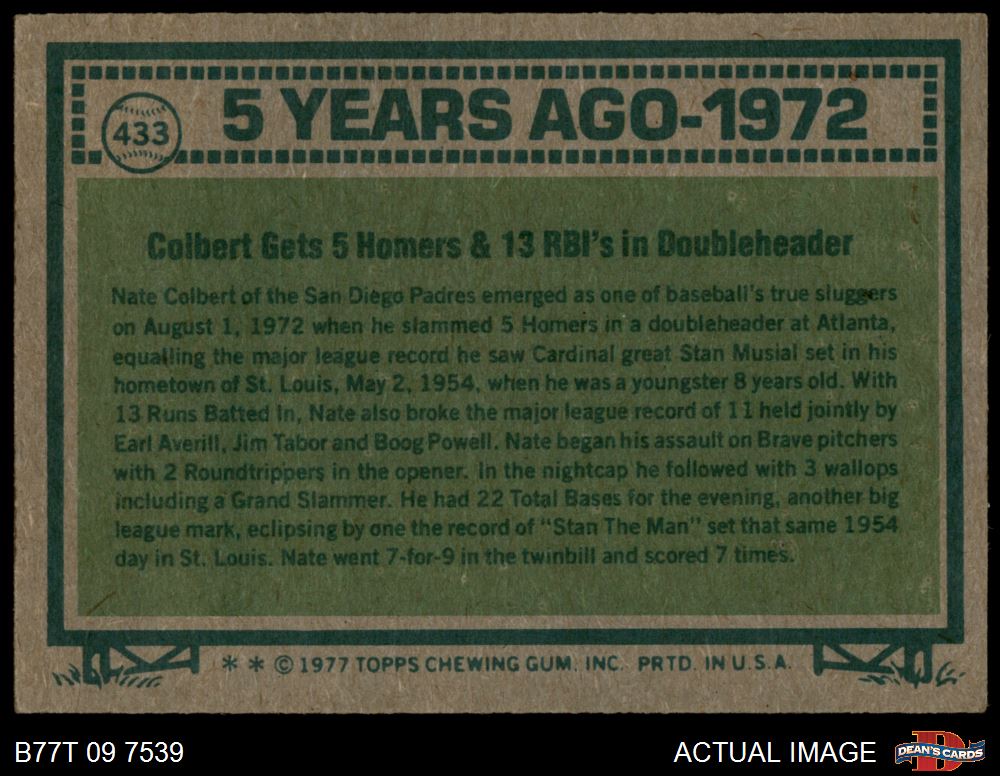 433
5 YEARS AGO-1972
Colbert Gets 5 Homers & 13 RBI's in Doubleheader
Nate Colbert of the San Diego Padres emerged as one of baseball's true sluggers
on August 1, 1972 when he slammed 5 Homers in a doubleheader at Atlanta,
equalling the major league record he saw Cardinal great Stan Musial set in his
hometown of St. Louis, May 2, 1954, when he was a youngster 8 years old. With
13 Runs Batted In, Nate also broke the major league record of 11 held jointly by
Earl Averill, Jim Tabor and Boog Powell. Nate began his assault on Brave pitchers
with 2 Roundtrippers in the opener. In the nightcap he followed with 3 wallops
including a Grand Slammer. He had 22 Total Bases for the evening, another big
league mark, eclipsing by one the record of "Stan The Man" set that same 1954
day in St. Louis. Nate went 7-for-9 in the twinbill and scored 7 times.
* * © 1977 TOPPS CHEWING GUM, INC. PRTD. IN U.S.A.
B77T 09 7539
ACTUAL IMAGE
D
DEAN'S CARDS